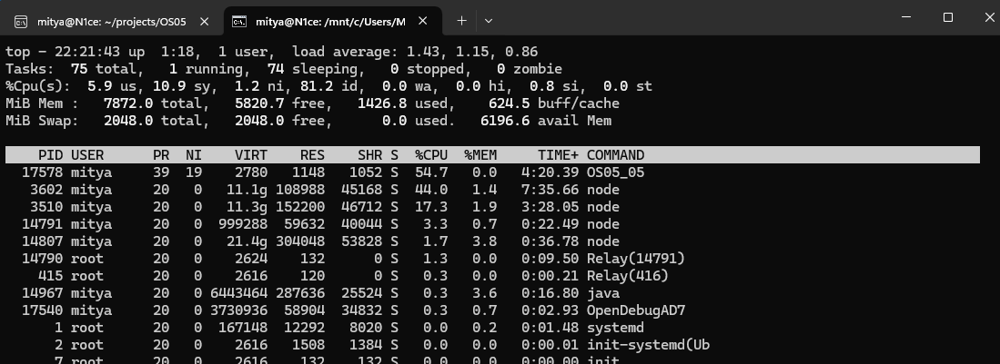 mitya@N1ce: ~/projects/OS05
mitya@N1ce: /mnt/c/Users/M
top - 22:21:43 up  1:18,  1 user,  load average: 1.43, 1.15, 0.86
Tasks:  75 total,   1 running,  74 sleeping,   0 stopped,   0 zombie
%Cpu(s):  5.9 us, 10.9 sy,  1.2 ni, 81.2 id,  0.0 wa,  0.0 hi,  0.8 si,  0.0 st
MiB Mem :   7872.0 total,   5820.7 free,   1426.8 used,    624.5 buff/cache
MiB Swap:   2048.0 total,   2048.0 free,      0.0 used.   6196.6 avail Mem
PID USER      PR  NI    VIRT    RES    SHR S  %CPU  %MEM     TIME+ COMMAND
17578 mitya     39  19    2780   1148   1052 S  54.7   0.0   4:20.39 OS05_05
3602 mitya     20   0   11.1g 108988  45168 S  44.0   1.4   7:35.66 node
3510 mitya     20   0   11.3g 152200  46712 S  17.3   1.9   3:28.05 node
14791 mitya     20   0  999288  59632  40044 S   3.3   0.7   0:22.49 node
14807 mitya     20   0   21.4g 304048  53828 S   1.7   3.8   0:36.78 node
14790 root      20   0    2624    132      0 S   1.3   0.0   0:09.50 Relay(14791)
415 root      20   0    2616    120      0 S   0.3   0.0   0:00.21 Relay(416)
14967 mitya     20   0 6443464 287636  25524 S   0.3   3.6   0:16.80 java
17540 mitya     20   0 3730936  58904  34832 S   0.3   0.7   0:02.93 OpenDebugAD7
1 root      20   0  167148  12292   8020 S   0.0   0.2   0:01.48 systemd
2 root      20   0    2616   1508   1384 S   0.0   0.0   0:00.01 init-systemd(Ub
7 root      20   0    2616    132    132 S   0.0   0.0   0:00.00 init